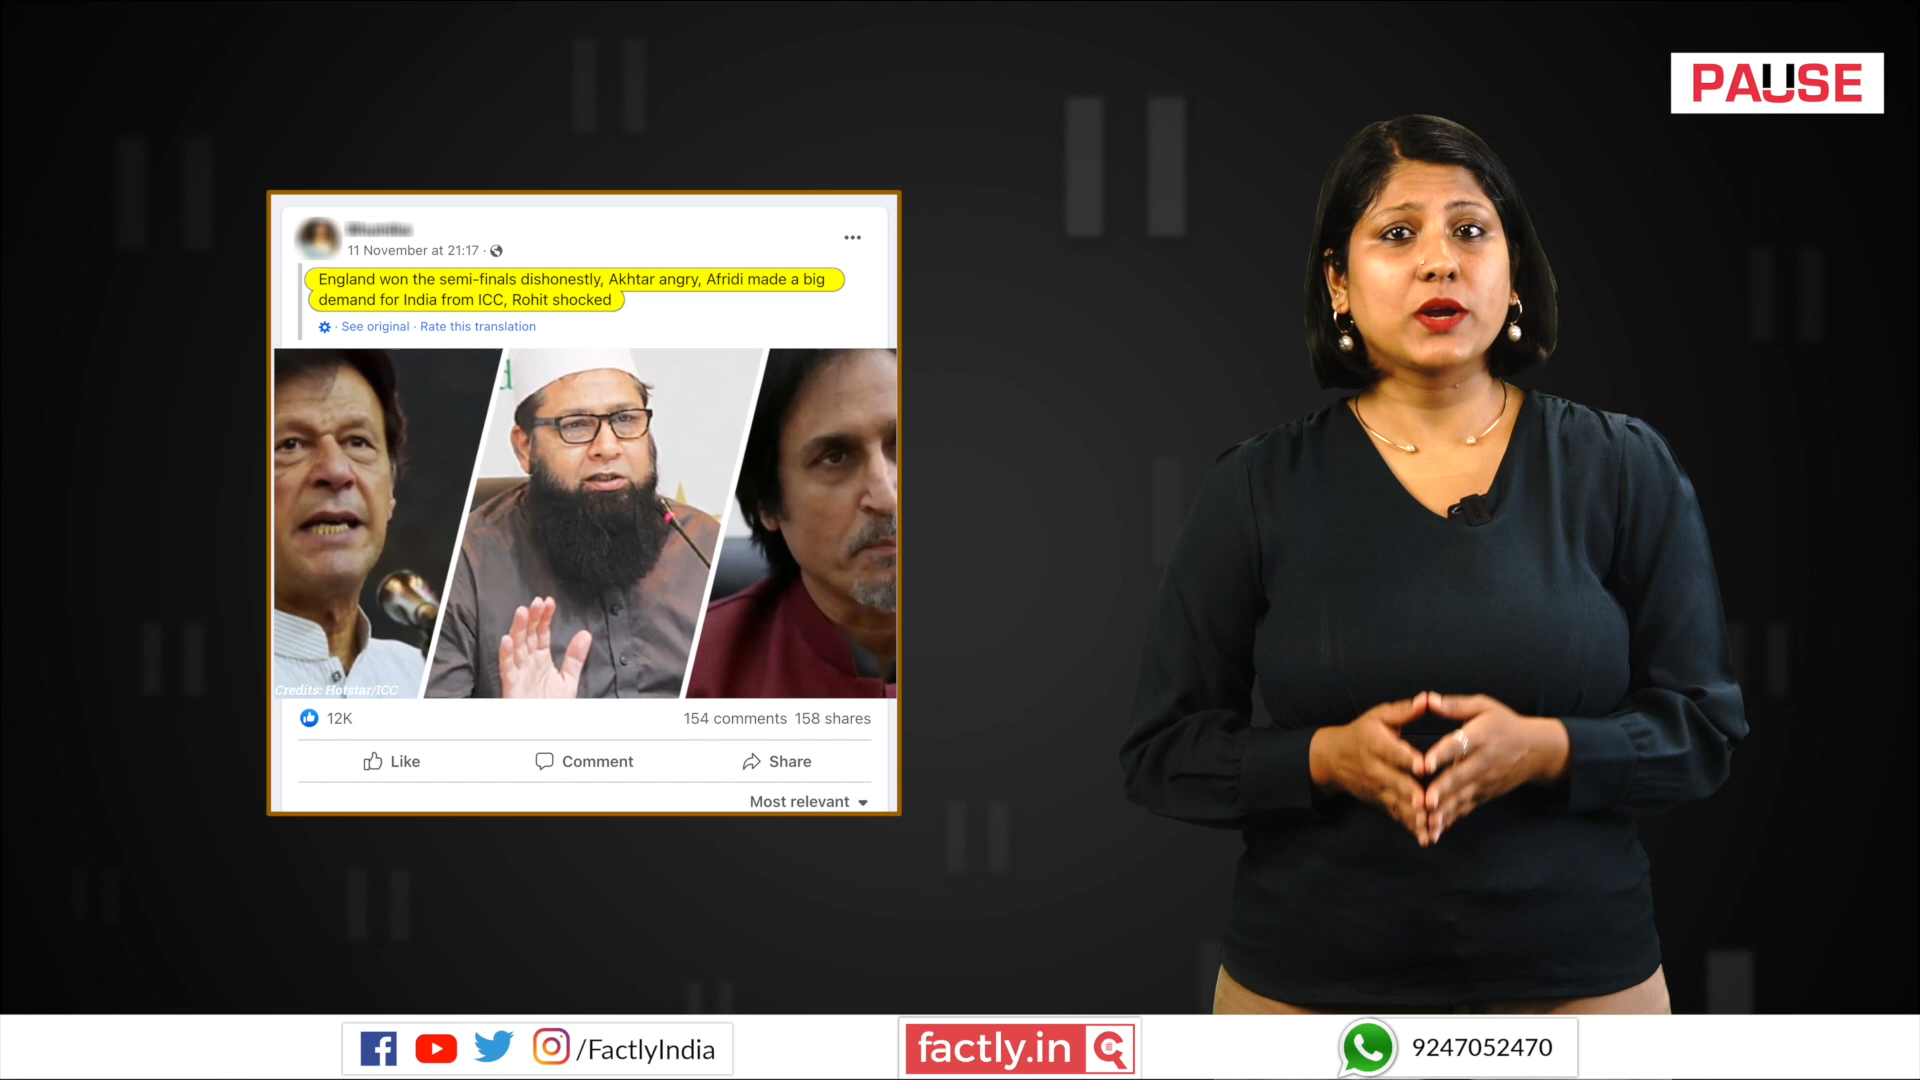 PAUSE
11 November at 21:17 ·
England won the semi-finals dishonestly, Akhtar angry, Afridi made a big
demand for India from ICC, Rohit shocked
· See original · Rate this translation
Credits: Hotstar/ICC
12K
154 comments 158 shares
Like
Comment
Share
Most relevant
/FactlyIndia
factly.in
9247052470